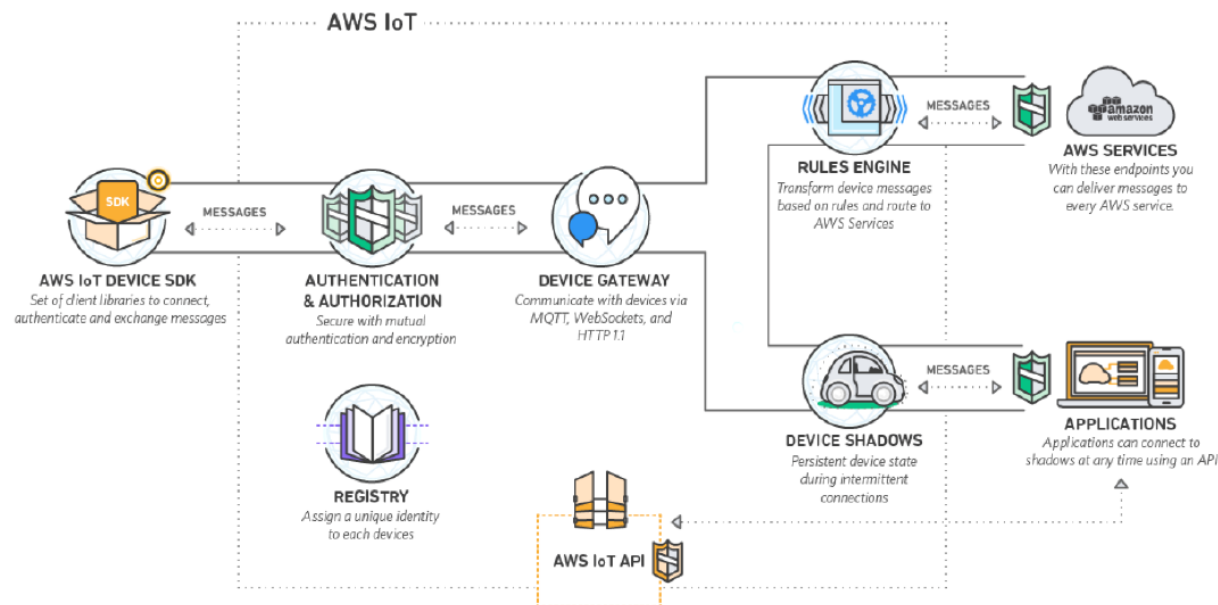 AWS IoT
SDK
MESSAGES
AWS IoT DEVICE SDK
Set of client libraries to connect,
authenticate and exchange messages
AUTHENTICATION
& AUTHORIZATION
Secure with mutual
authentication and encryption
MESSAGES
DEVICE GATEWAY
Communicate with devices via
MQTT, WebSockets, and
HTTP 1.1
RULES ENGINE
Transform device messages
based on rules and route to
AWS Services
MESSAGES
amazon
web services
AWS SERVICES
With these endpoints you
can deliver messages to
every AWS service.
REGISTRY
Assign a unique identity
to each devices
DEVICE SHADOWS
Persistent device state
during intermittent
connections
MESSAGES
APPLICATIONS
Applications can connect to
shadows at any time using an API
AWS IoT API